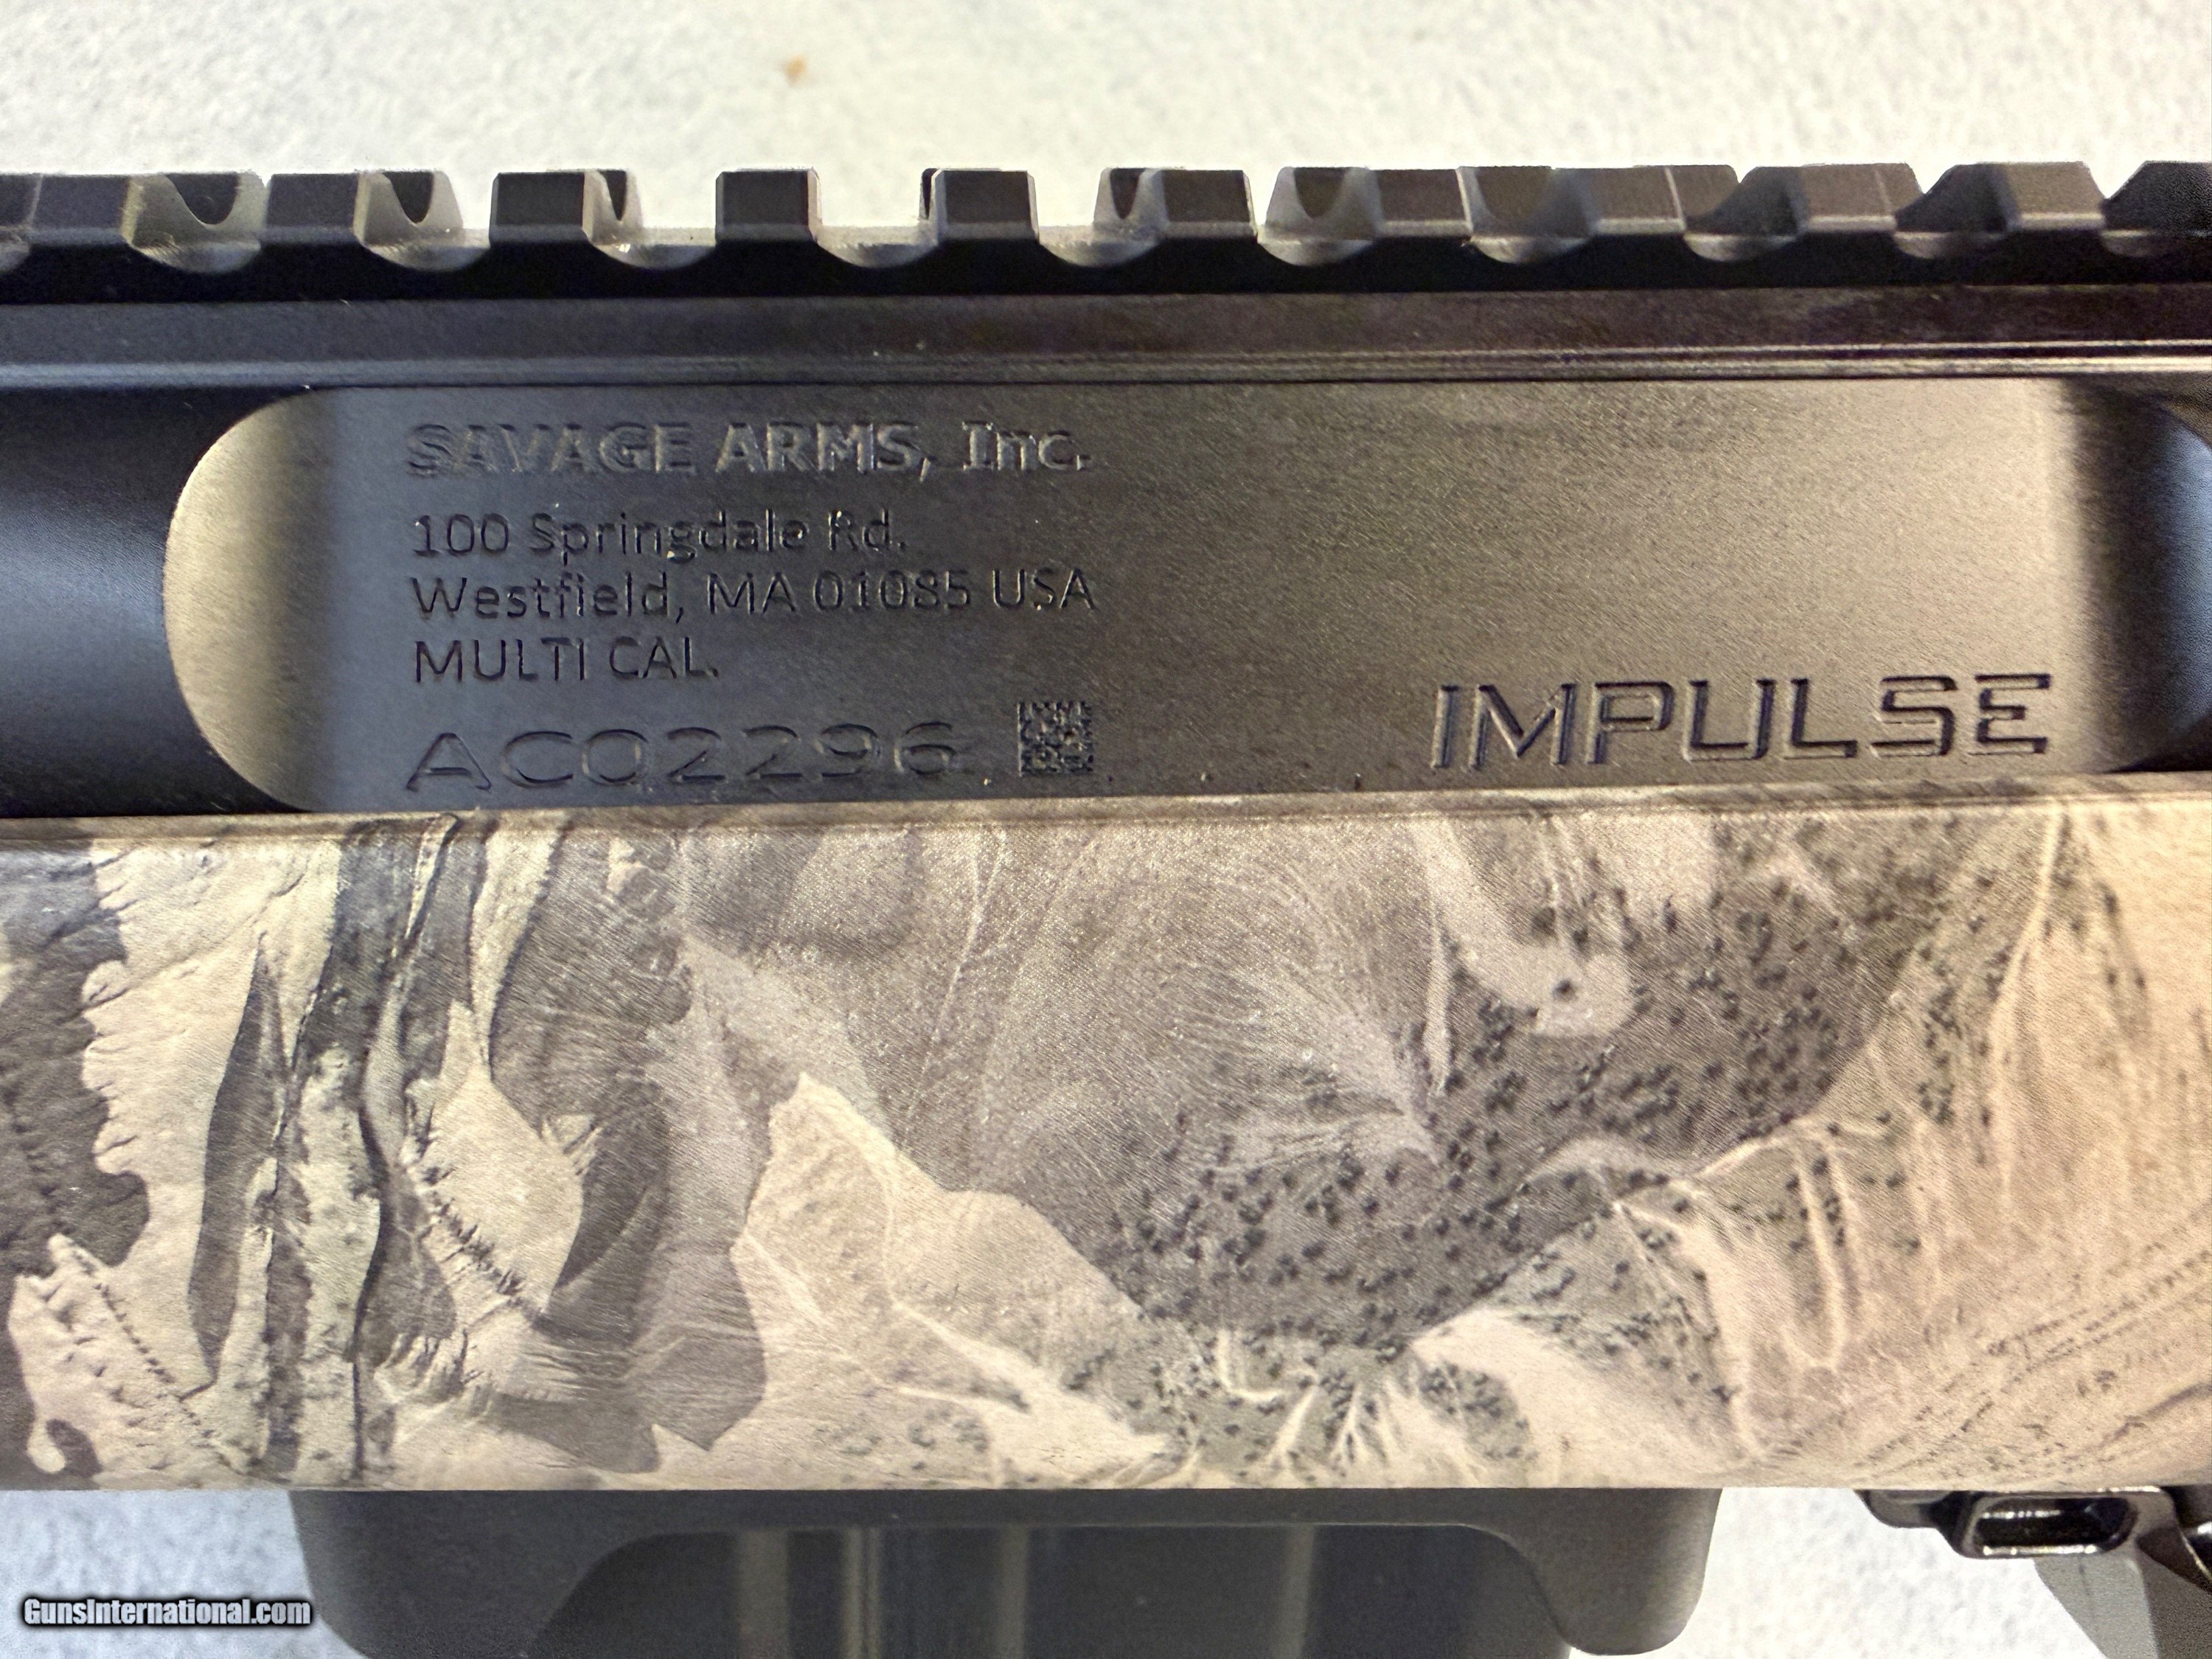 SAVAGE ARMS, Inc.
100 Springdale Rd.
Westfield, MA 01085 USA
MULTI CAL.
AC02296
IMPULSE
GunsInternational.com